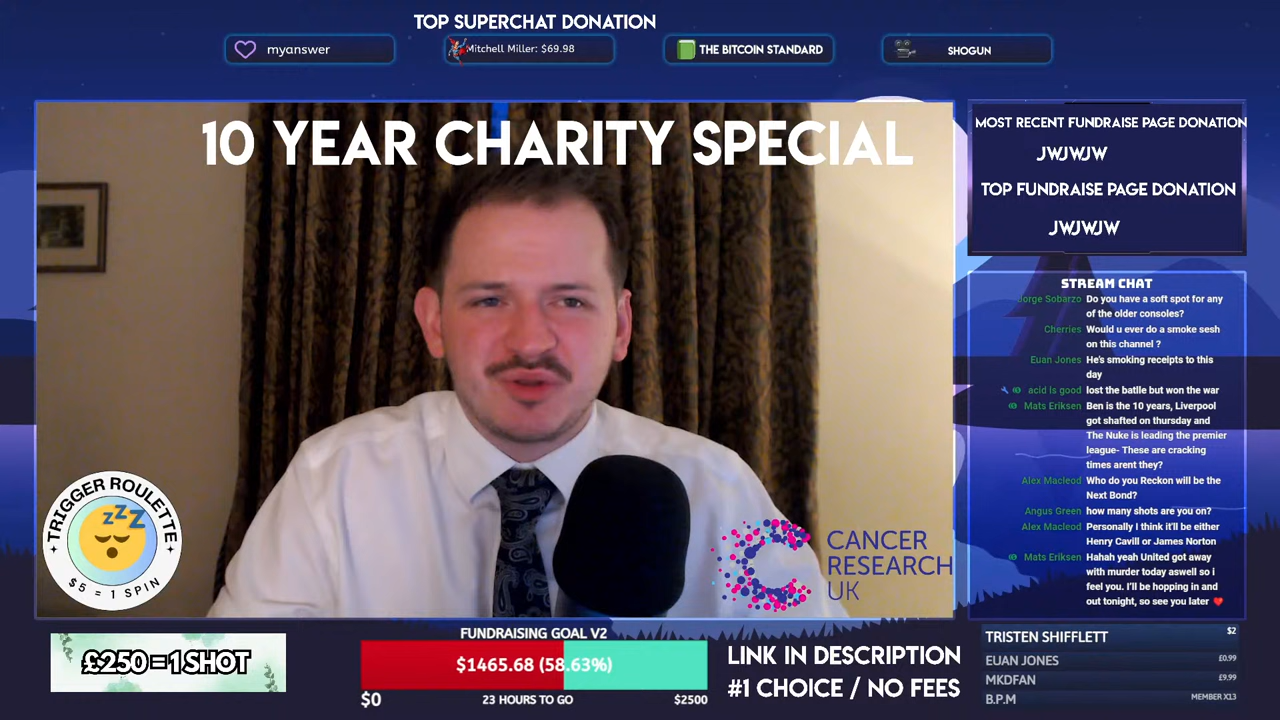 TOP SUPERCHAT DONATION
myanswer
Mitchell Miller: $69.98
THE BITCOIN STANDARD
SHOGUN
10 YEAR CHARITY SPECIAL
MOST RECENT FUNDRAISE PAGE DONATION
JWJWJW
TOP FUNDRAISE PAGE DONATION
JWJWJW
STREAM CHAT
Jorge Sobarzo Do you have a soft spot for any
of the older consoles?
Cherries Would u ever do a smoke sesh
on this channel ?
Euan Jones He's smoking receipts to this
day
acid is good lost the batlle but won the war
Mats Eriksen Ben is the 10 years, Liverpool
got shafted on thursday and
The Nuke is leading the premier
league- These are cracking
times arent they?
Alex Macleod Who do you Reckon will be the
Next Bond?
Angus Green how many shots are you on?
Alex Macleod Personally I think it'll be either
Henry Cavill or James Norton
Mats Eriksen Hahah yeah United got away
with murder today aswell so i
feel you. I'll be hopping in and
out tonight, so see you later ❤️
TRIGGER ROULETTE
zzz
$5 = 1 SPIN
CANCER
RESEARCH
UK
£250 = 1 SHOT
FUNDRAISING GOAL V2
$1465.68 (58.63%)
$0
23 HOURS TO GO
$2500
LINK IN DESCRIPTION
#1 CHOICE / NO FEES
TRISTEN SHIFFLETT $2
EUAN JONES £0.99
MKDFAN £9.99
B.P.M MEMBER X13